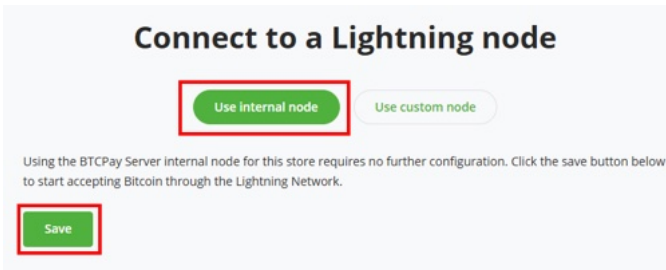 Connect to a Lightning node
Use internal node
Use custom node
Using the BTCPay Server internal node for this store requires no further configuration. Click the save button below
to start accepting Bitcoin through the Lightning Network.
Save